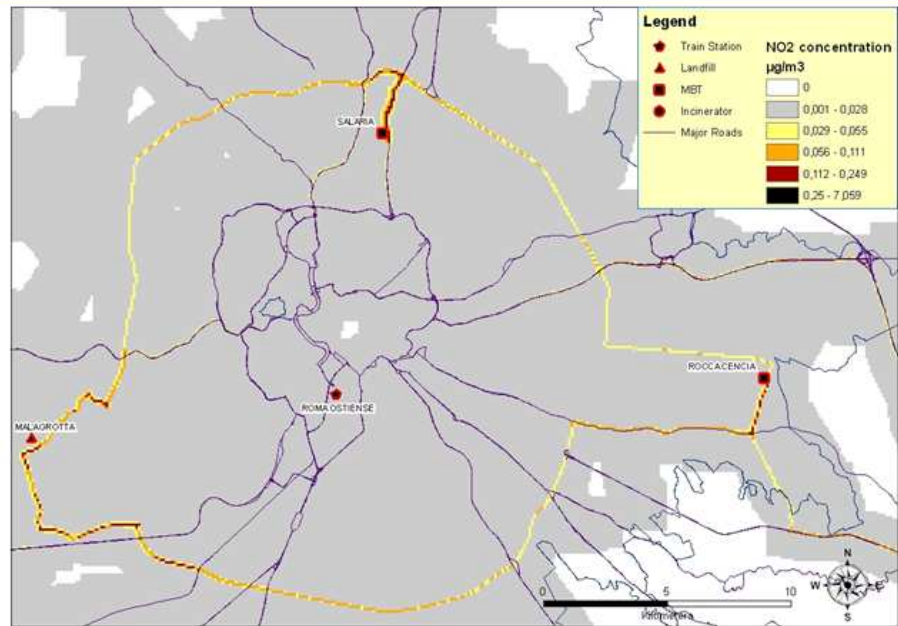 Legend
Train Station
Landfill
MBT
Incinerator
Major Roads
NO2 concentration
µg/m3
0
0,001 - 0,028
0,029 - 0,055
0,056 - 0,111
0,112 - 0,249
0,25 - 7,059
SALARIA
ROCCACENCIA
ROMA OSTIENSE
MALAGROTTA
N
W
E
S
0
5
10
Kilometers